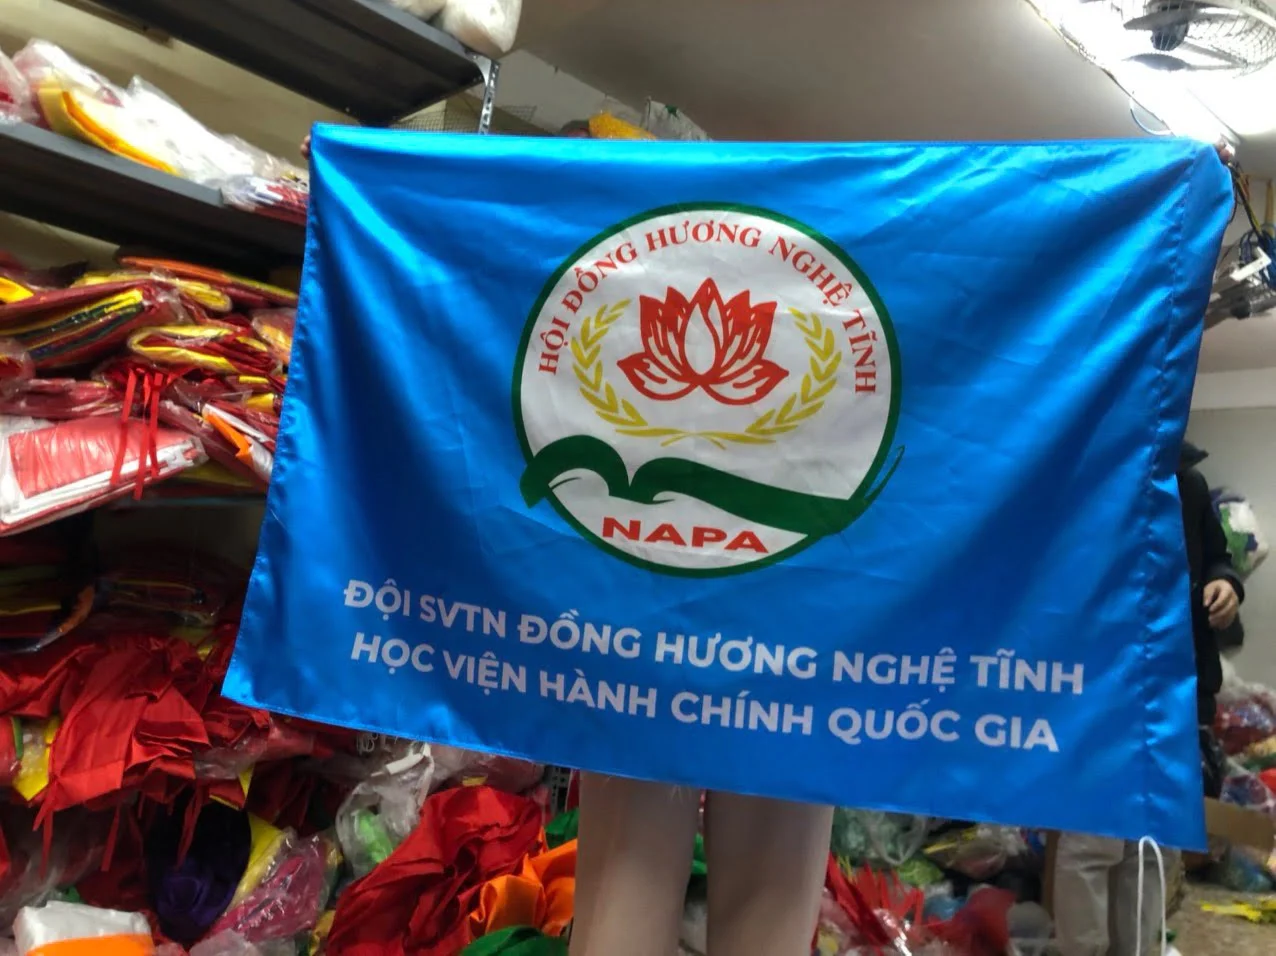 HỘI ĐỒNG HƯƠNG NGHỆ TĨNH
NAPA
ĐỘI SVTN ĐỒNG HƯƠNG NGHỆ TĨNH
HỌC VIỆN HÀNH CHÍNH QUỐC GIA